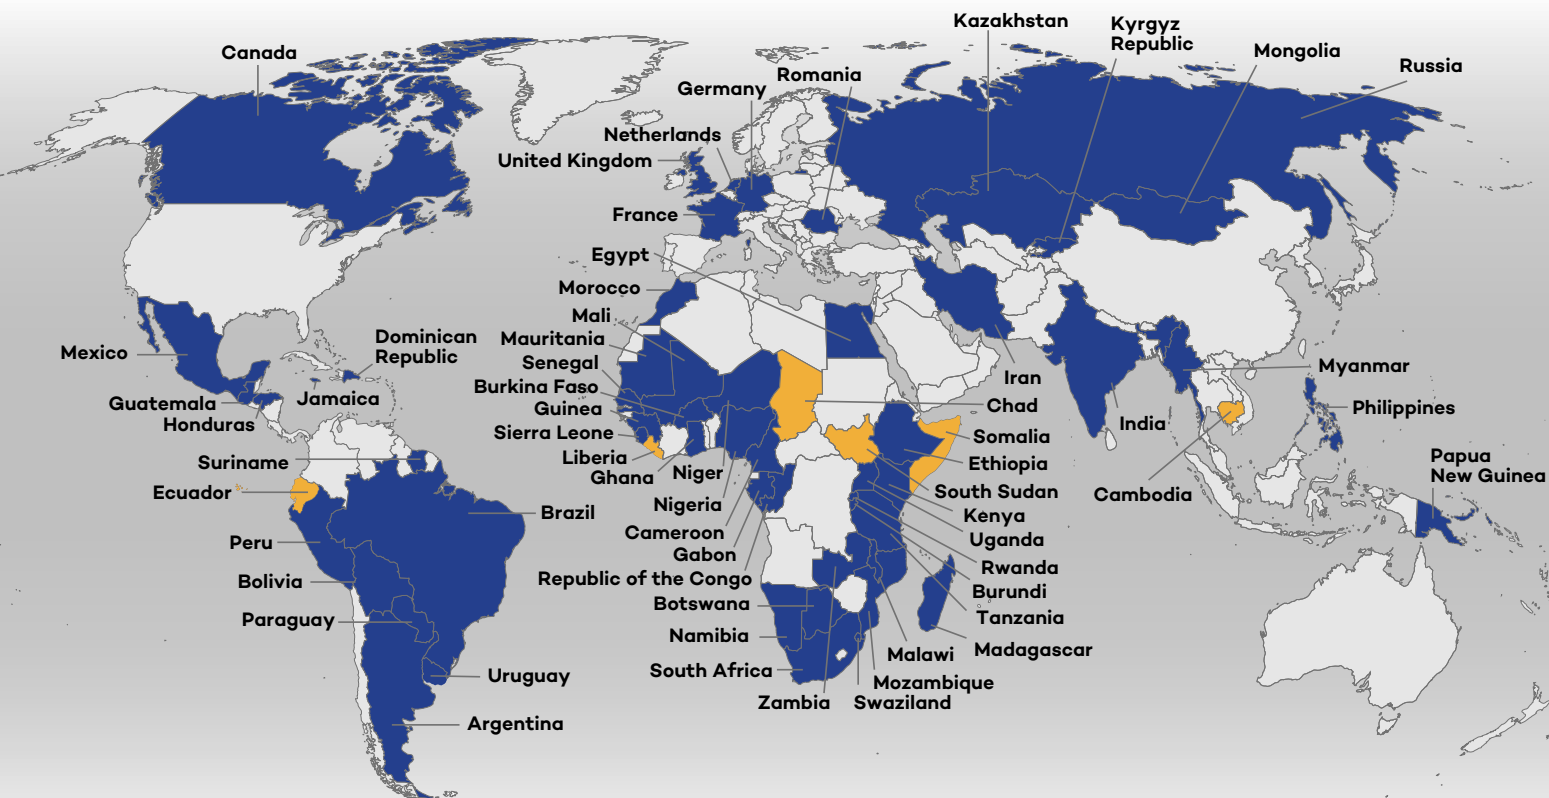 Canada
Mexico
Guatemala
Honduras
Jamaica
Dominican
Republic
Suriname
Ecuador
Brazil
Peru
Bolivia
Paraguay
Uruguay
Argentina
Romania
Germany
Netherlands
United Kingdom
France
Egypt
Morocco
Mali
Mauritania
Senegal
Burkina Faso
Guinea
Sierra Leone
Liberia
Ghana
Niger
Nigeria
Cameroon
Gabon
Republic of the Congo
Botswana
Namibia
South Africa
Zambia
Swaziland
Mozambique
Malawi
Madagascar
Tanzania
Burundi
Rwanda
Uganda
Kenya
South Sudan
Ethiopia
Somalia
Chad
Iran
Kazakhstan
Kyrgyz
Republic
Mongolia
Russia
India
Myanmar
Philippines
Cambodia
Papua
New Guinea